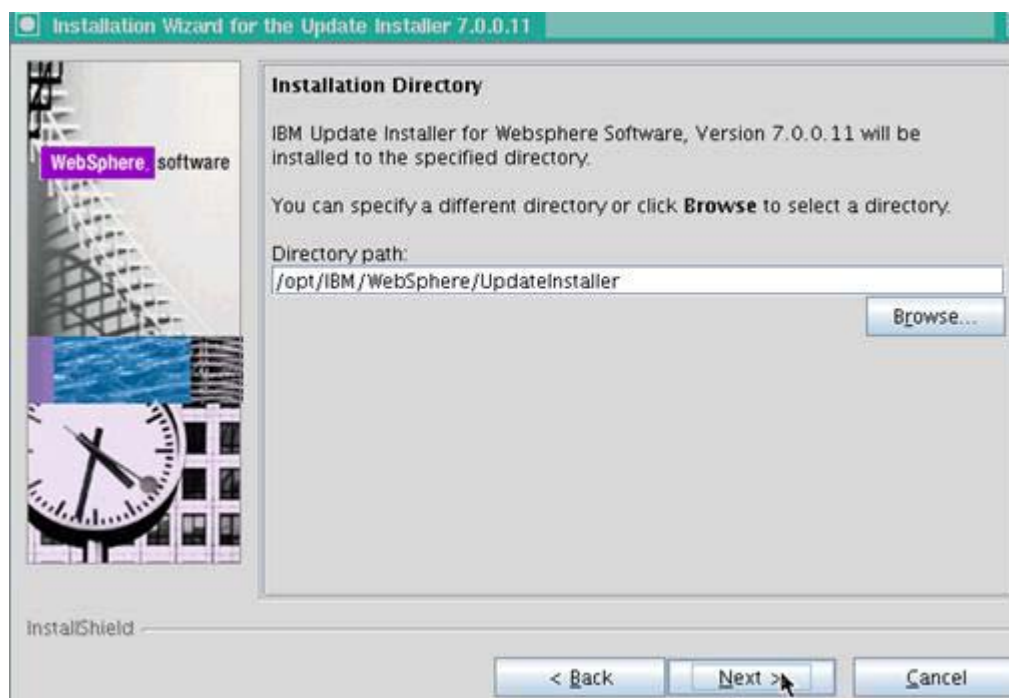 Installation Wizard for the Update Installer 7.0.0.11
WebSphere. software
Installation Directory
IBM Update Installer for Websphere Software, Version 7.0.0.11 will be
installed to the specified directory.
You can specify a different directory or click Browse to select a directory.
Directory path:
/opt/IBM/WebSphere/UpdateInstaller
Browse...
InstallShield
< Back
Next >
Cancel